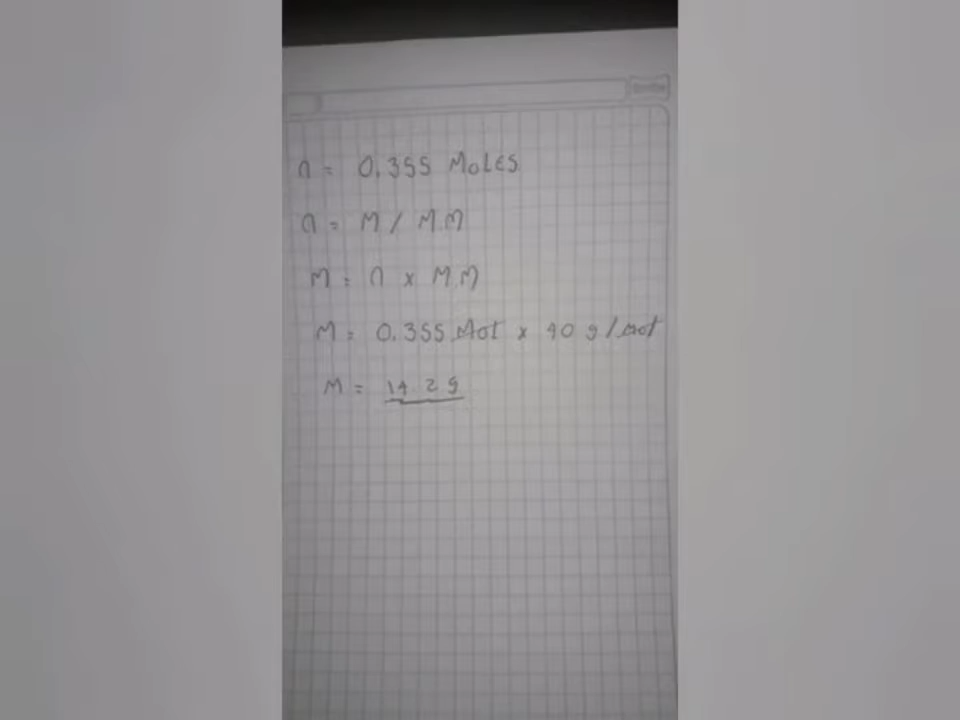 n = 0.355 Moles
n = M / M.M
M = n x M.M
M = 0.355 Mol x 40 g/mol
M = 14.2 g